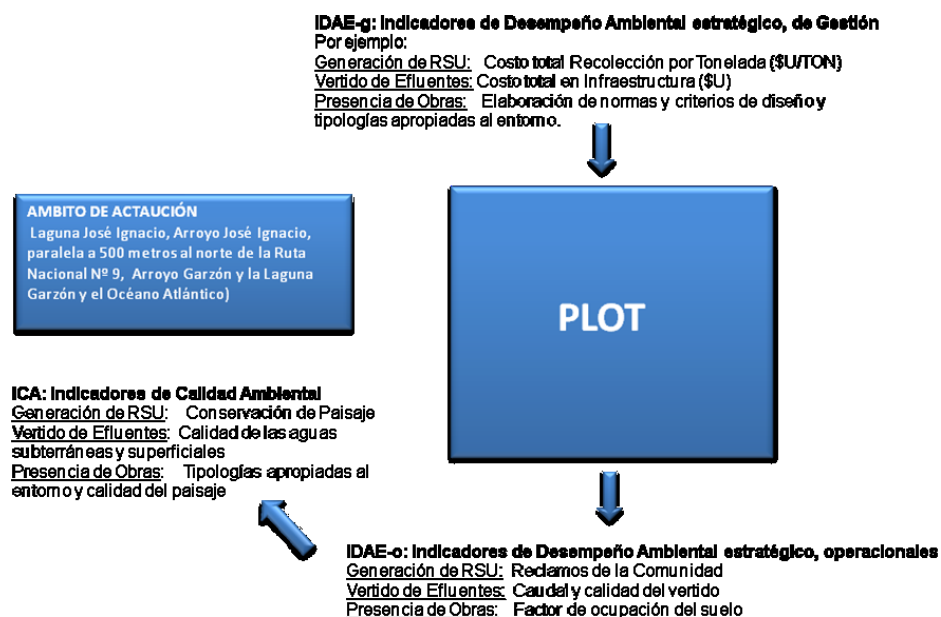 IDAE-g: Indicadores de Desempeño Ambiental estratégico, de Gestión
Por ejemplo:
Generación de RSU: Costo total Recolección por Tonelada ($U/TON)
Vertido de Efluentes: Costo total en Infraestructura ($U)
Presencia de Obras: Elaboración de normas y criterios de diseño y
tipologías apropiadas al entorno.
AMBITO DE ACTAUCIÓN
Laguna José Ignacio, Arroyo José Ignacio,
paralela a 500 metros al norte de la Ruta
Nacional Nº 9, Arroyo Garzón y la Laguna
Garzón y el Océano Atlántico)
PLOT
ICA: Indicadores de Calidad Ambiental
Generación de RSU: Conservación de Paisaje
Vertido de Efluentes: Calidad de las aguas
subterráneas y superficiales
Presencia de Obras: Tipologías apropiadas al
entorno y calidad del paisaje
IDAE-o: Indicadores de Desempeño Ambiental estratégico, operacionales
Generación de RSU: Reclamos de la Comunidad
Vertido de Efluentes: Caudal y calidad del vertido
Presencia de Obras: Factor de ocupación del suelo